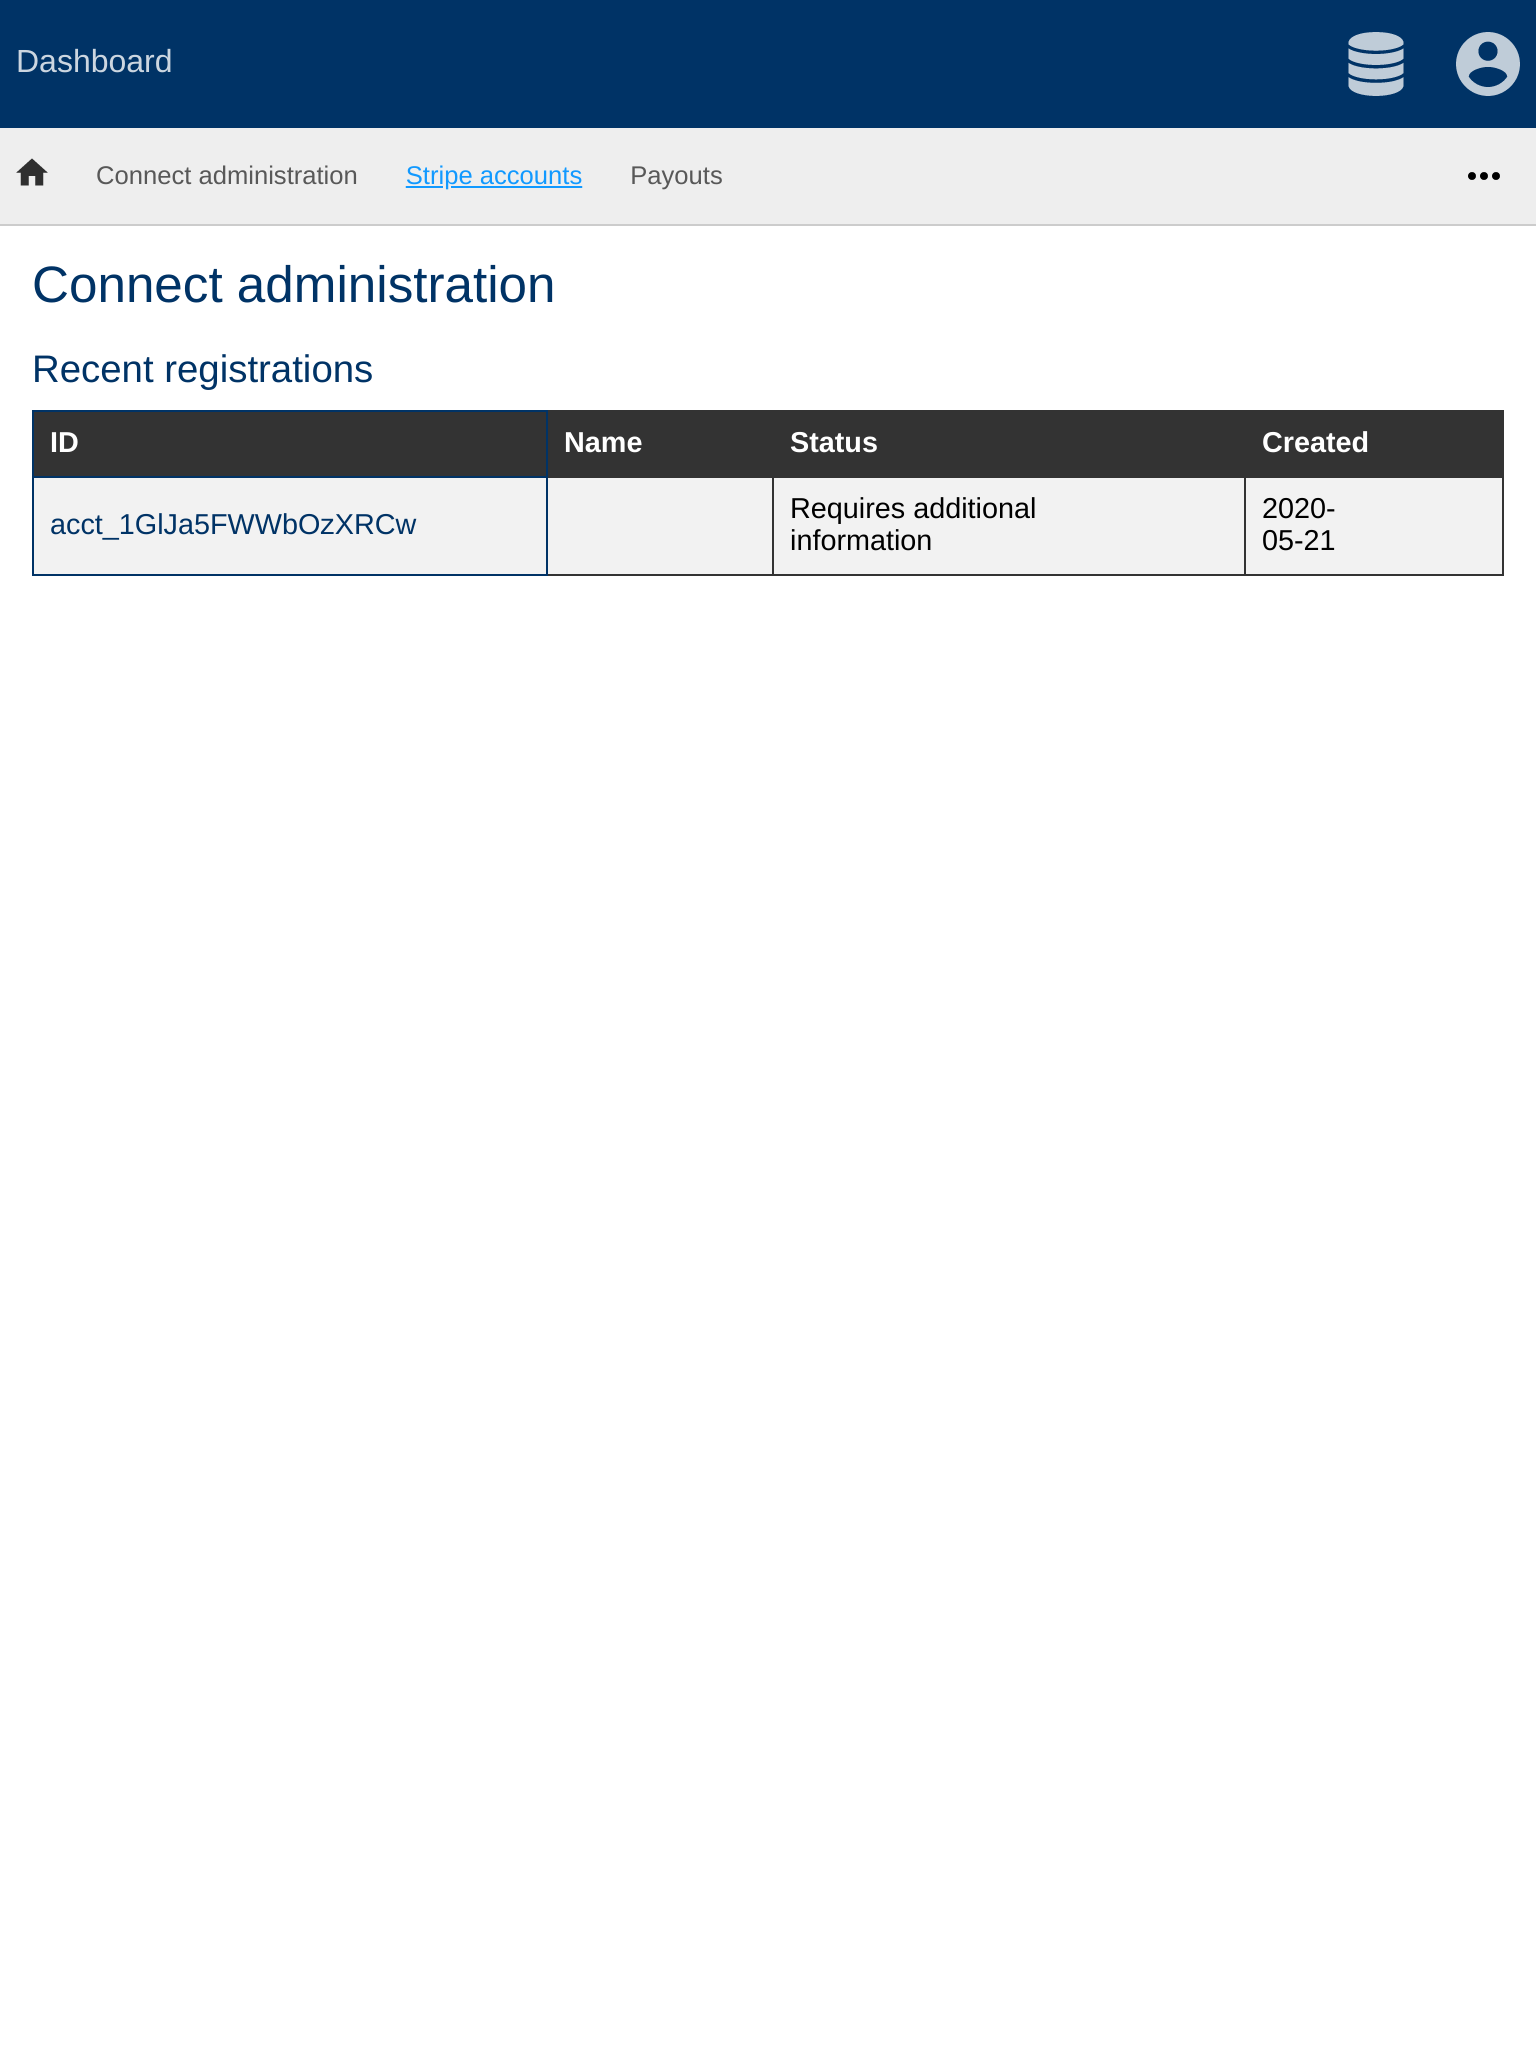 Dashboard
Connect administration Stripe accounts Payouts
Connect administration
Recent registrations
ID Name Status Created
acct_1GlJa5FWWbOzXRCw Requires additional information 2020-05-21